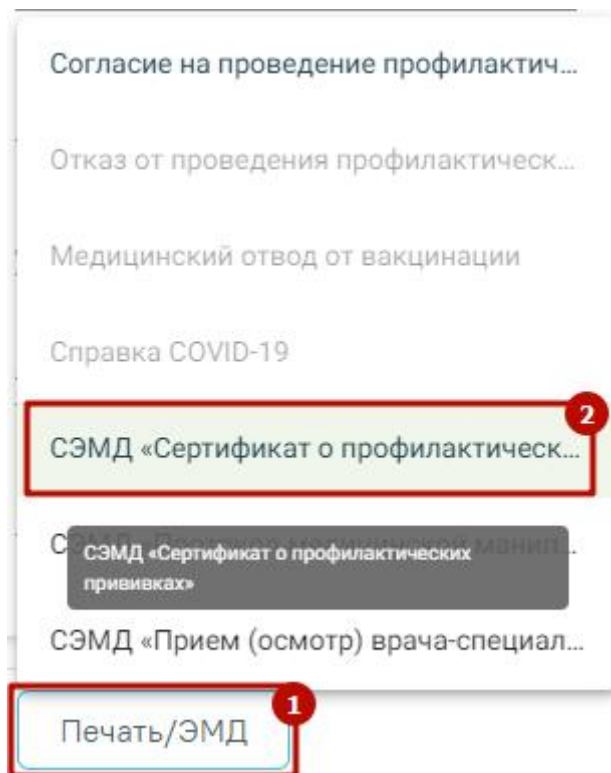 Согласие на проведение профилактич...
Отказ от проведения профилактическ...
Медицинский отвод от вакцинации
Справка COVID-19
2
СЭМД «Сертификат о профилактическ...
СЭМД «Сертификат о профилактических
прививках»
СЭМД «Прием (осмотр) врача-специал...
1
Печать/ЭМД